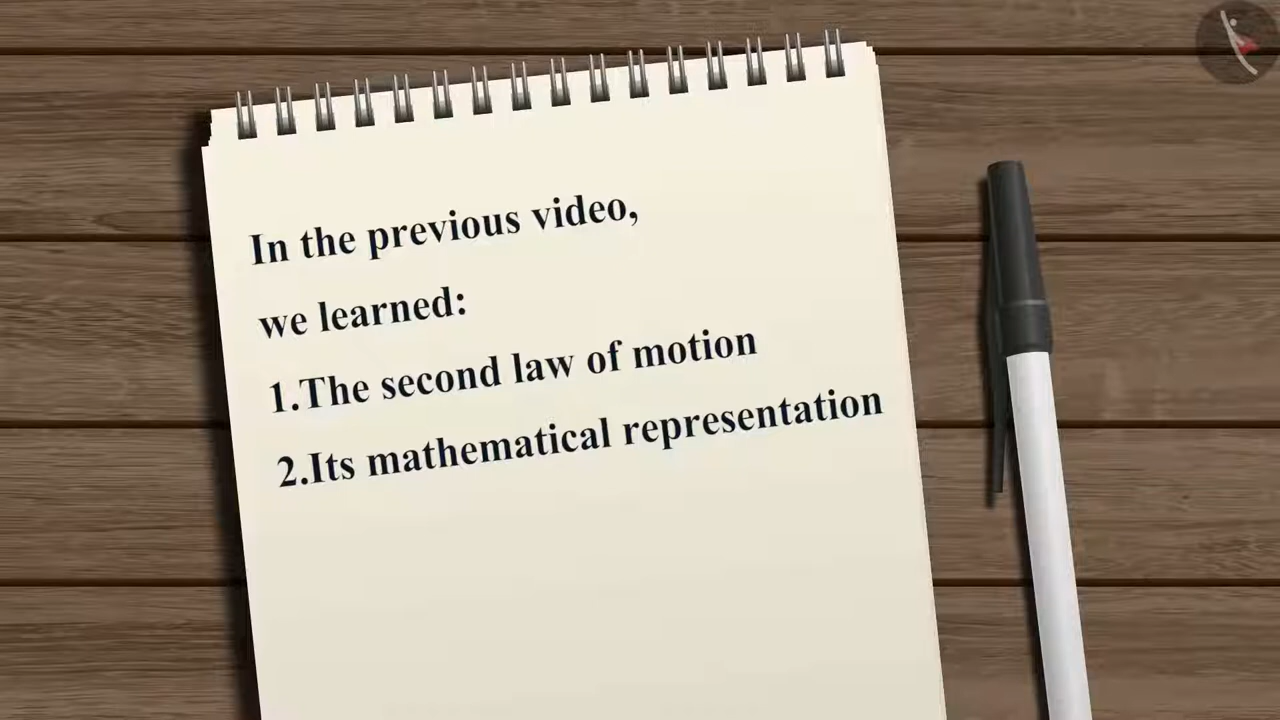 In the previous video,
we learned:
1.The second law of motion
2.Its mathematical representation